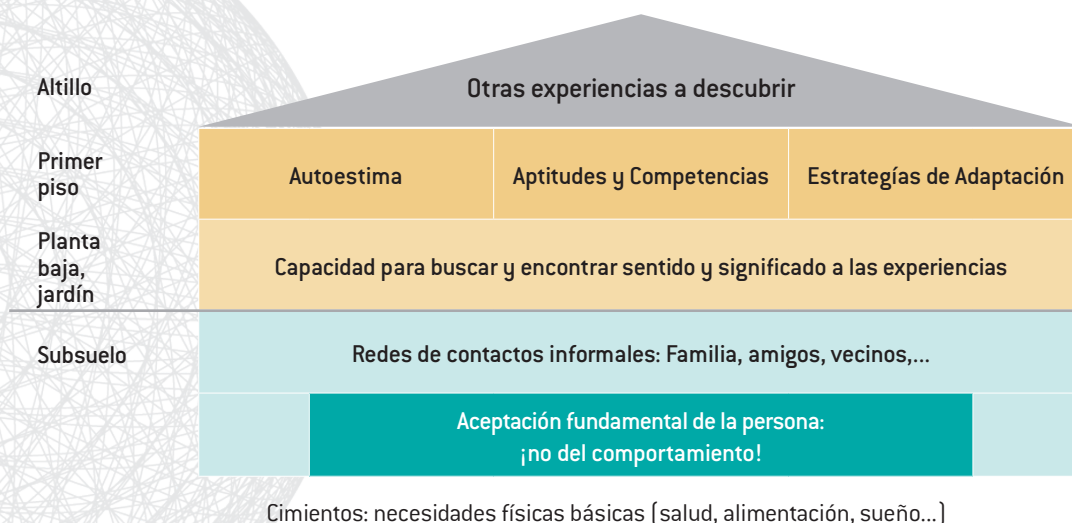 Altillo
Otras experiencias a descubrir
Primer
piso
Autoestima
Aptitudes y Competencias
Estrategías de Adaptación
Planta
baja,
jardín
Capacidad para buscar y encontrar sentido y significado a las experiencias
Subsuelo
Redes de contactos informales: Familia, amigos, vecinos,...
Aceptación fundamental de la persona:
¡no del comportamiento!
Cimientos: necesidades físicas básicas (salud, alimentación, sueño...)